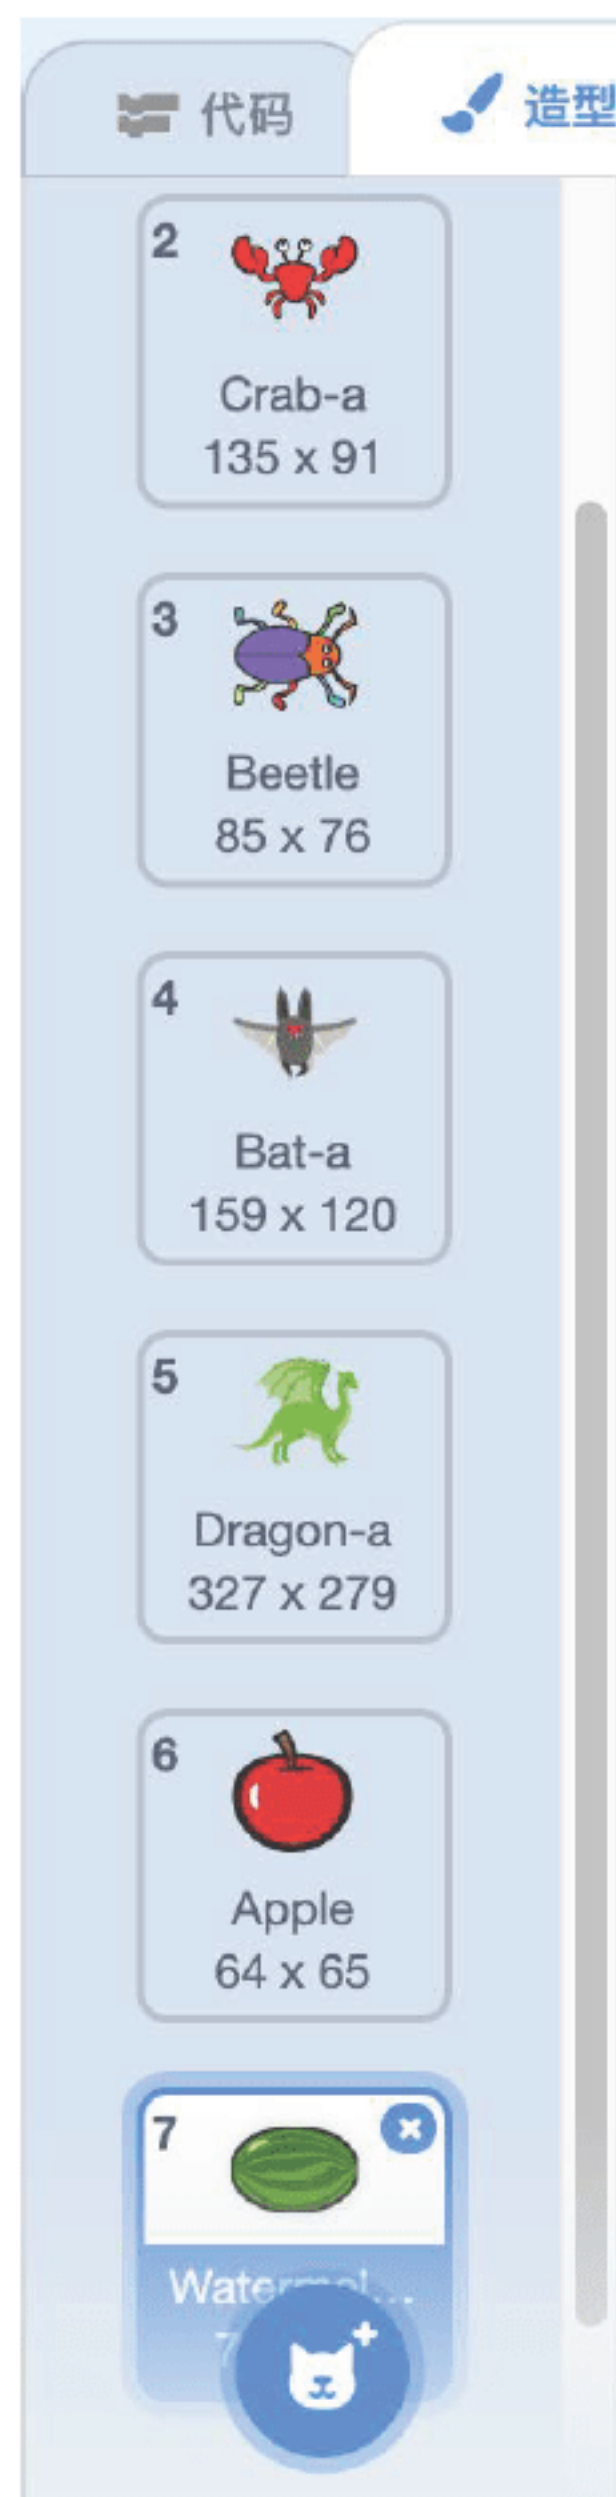 代码
造型
2
Crab-a
135 x 91
3
Beetle
85 x 76
4
Bat-a
159 x 120
5
Dragon-a
327 x 279
6
Apple
64 x 65
7